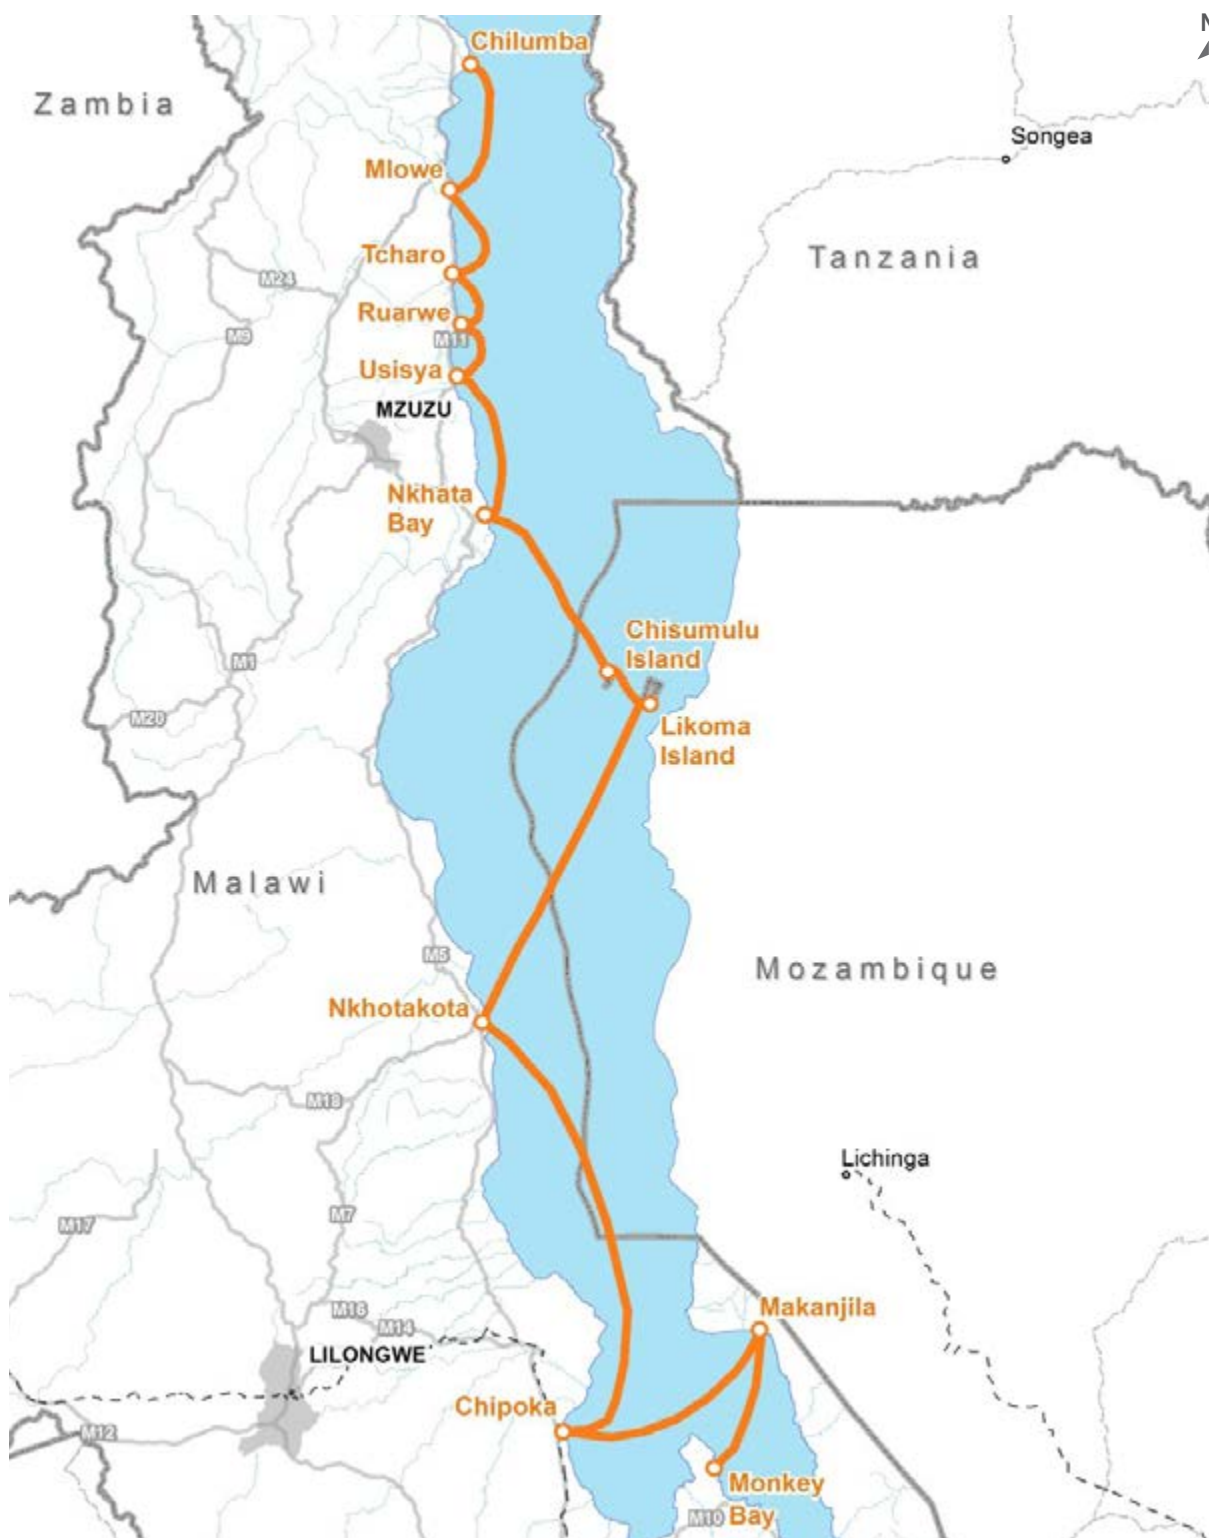 N
Chilumba
Zambia
Songea
Mlowe
Tcharo
Tanzania
M24
Ruarwe
M9
M11
Usisya
MZUZU
Nkhata
Bay
Chisumulu
Island
M1
M20
Likoma
Island
Malawi
M5
Mozambique
Nkhotakota
M18
Lichinga
M7
M17
Makanjila
M16
M14
LILONGWE
Chipoka
M12
Monkey
Bay
M10